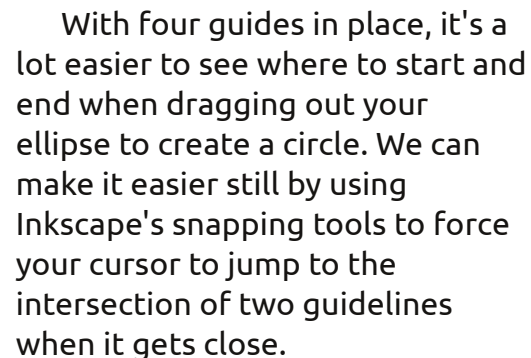 With four guides in place, it's a
lot easier to see where to start and
end when dragging out your
ellipse to create a circle. We can
make it easier still by using
Inkscape's snapping tools to force
your cursor to jump to the
intersection of two guidelines
when it gets close.